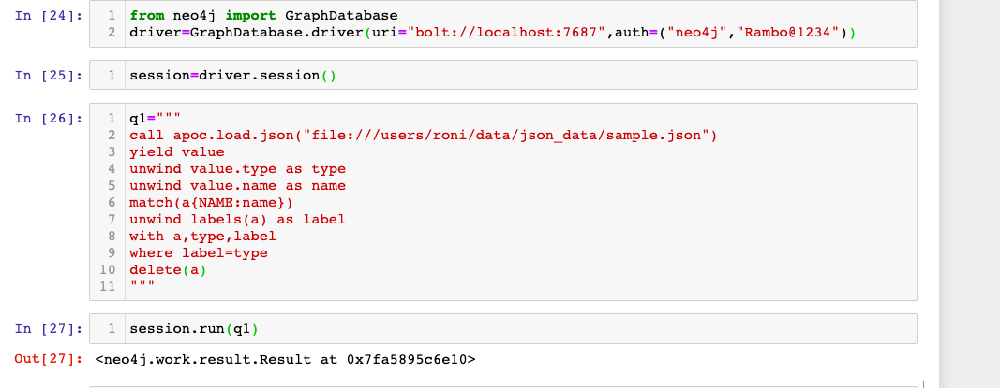 In [24]:
1 from neo4j import GraphDatabase
2 driver=GraphDatabase.driver(uri="bolt://localhost:7687",auth=("neo4j","Rambo@1234"))
In [25]:
1 session=driver.session()
In [26]:
1 q1="""
2 call apoc.load.json("file:///users/roni/data/json_data/sample.json")
3 yield value
4 unwind value.type as type
5 unwind value.name as name
6 match(a{NAME:name})
7 unwind labels(a) as label
8 with a,type,label
9 where label=type
10 delete(a)
11 """
In [27]:
1 session.run(q1)
Out[27]: <neo4j.work.result.Result at 0x7fa5895c6e10>